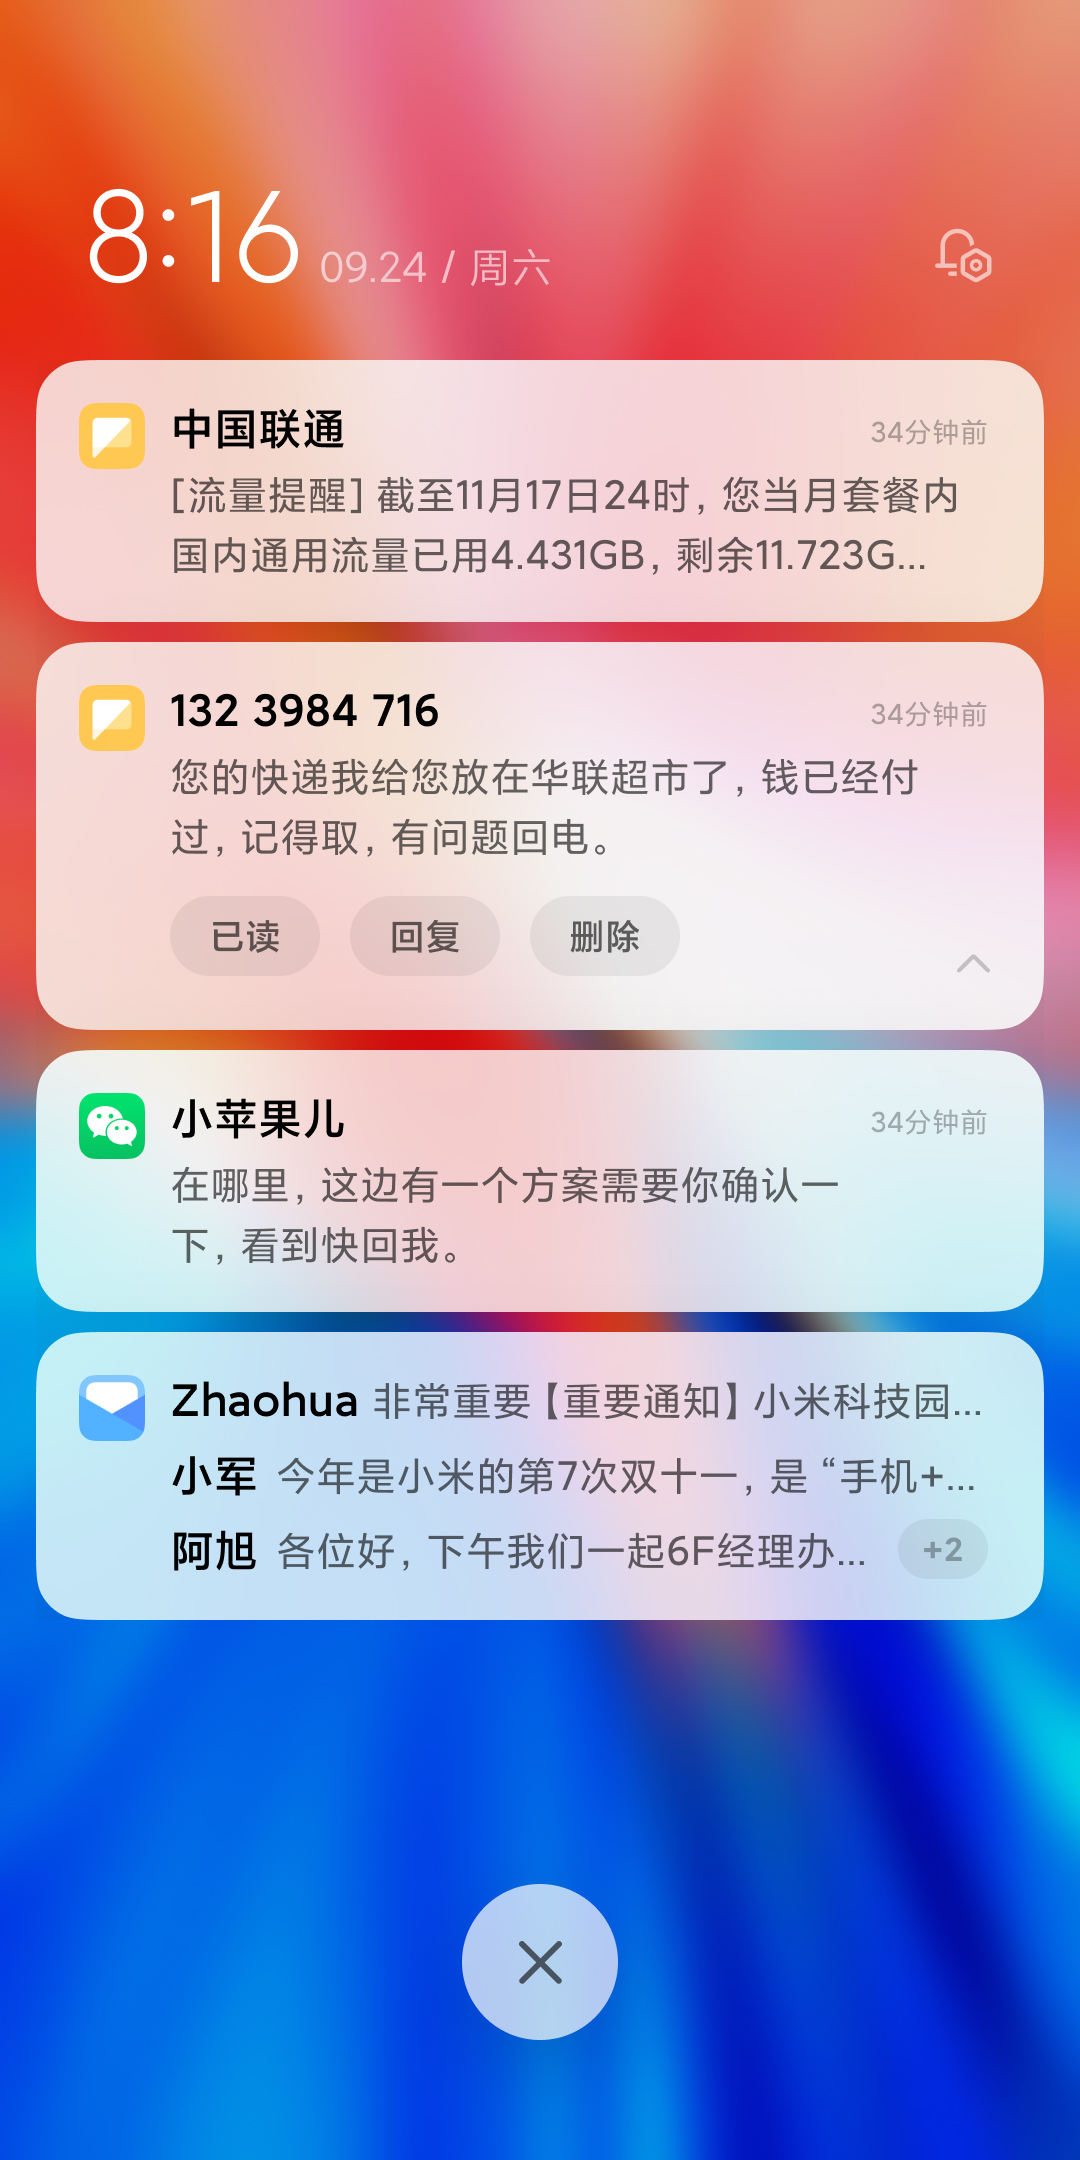 8:16 09.24 / 周六
中国联通 34分钟前
[流量提醒] 截至11月17日24时, 您当月套餐内
国内通用流量已用4.431GB, 剩余11.723G...
132 3984 716 34分钟前
您的快递我给您放在华联超市了, 钱已经付
过, 记得取, 有问题回电。
已读 回复 删除
小苹果儿 34分钟前
在哪里, 这边有一个方案需要你确认一
下, 看到快回我。
Zhaohua 非常重要【重要通知】小米科技园...
小军 今年是小米的第7次双十一, 是 “手机+...
阿旭 各位好, 下午我们一起6F经理办... +2